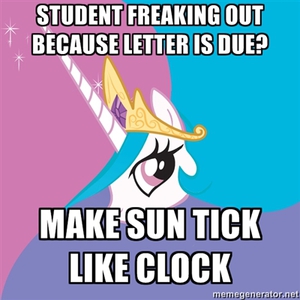 STUDENT FREAKING OUT
BECAUSE LETTER IS DUE?
MAKE SUN TICK
LIKE CLOCK
memegenerator.net